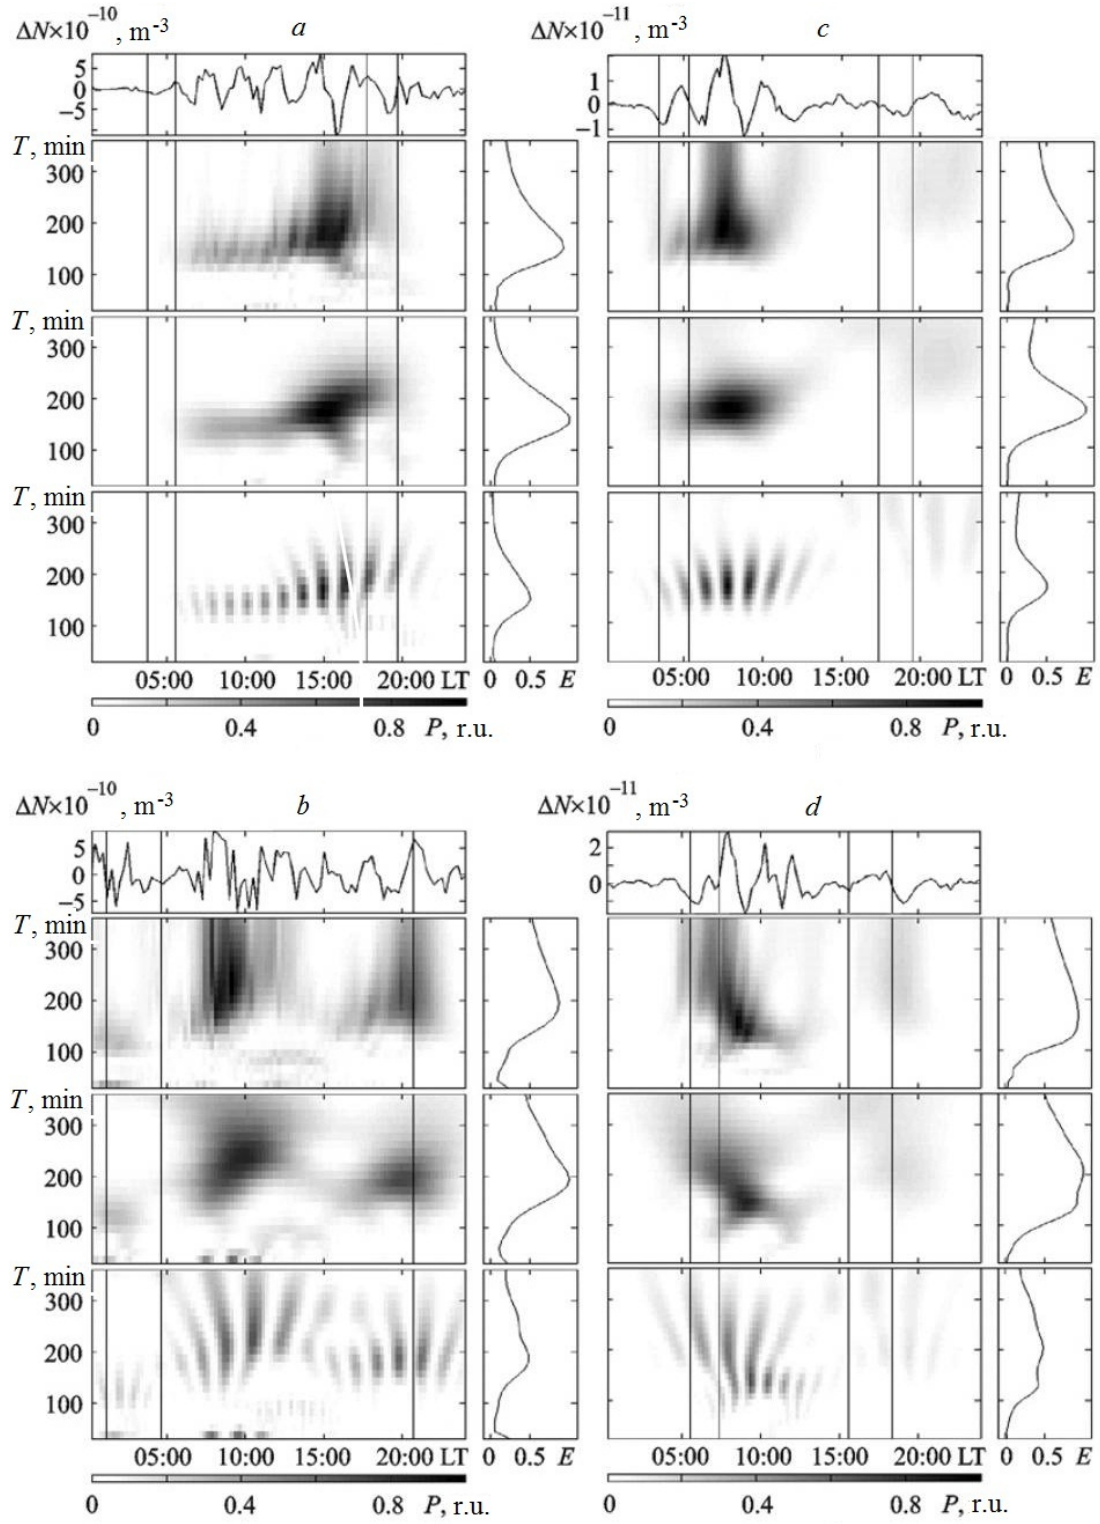 ΔN×10⁻¹⁰, m⁻³ a
5
0
−5
T, min
300
200
100
T, min
300
200
100
T, min
300
200
100
05:00 10:00 15:00 20:00 LT 0 0.5 E
0 0.4 0.8 P, r.u.
ΔN×10⁻¹¹, m⁻³ c
1
0
−1
05:00 10:00 15:00 20:00 LT 0 0.5 E
0 0.4 0.8 P, r.u.
ΔN×10⁻¹⁰, m⁻³ b
5
0
−5
T, min
300
200
100
T, min
300
200
100
T, min
300
200
100
05:00 10:00 15:00 20:00 LT 0 0.5 E
0 0.4 0.8 P, r.u.
ΔN×10⁻¹¹, m⁻³ d
2
0
05:00 10:00 15:00 20:00 LT 0 0.5 E
0 0.4 0.8 P, r.u.